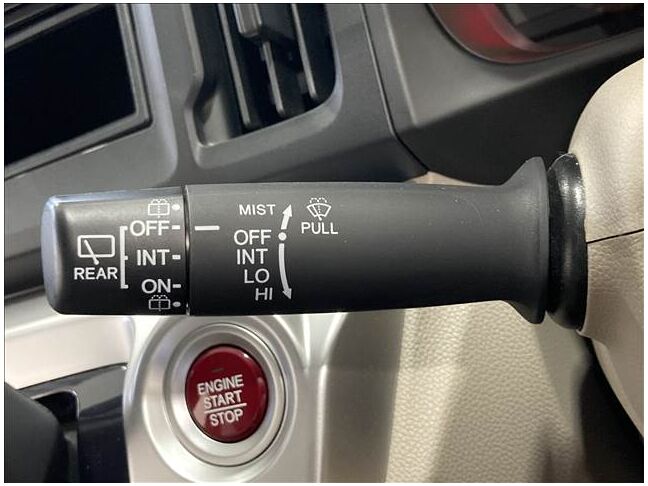 OFF
INT
ON
REAR
MIST
OFF
INT
LO
HI
PULL
ENGINE
START
STOP